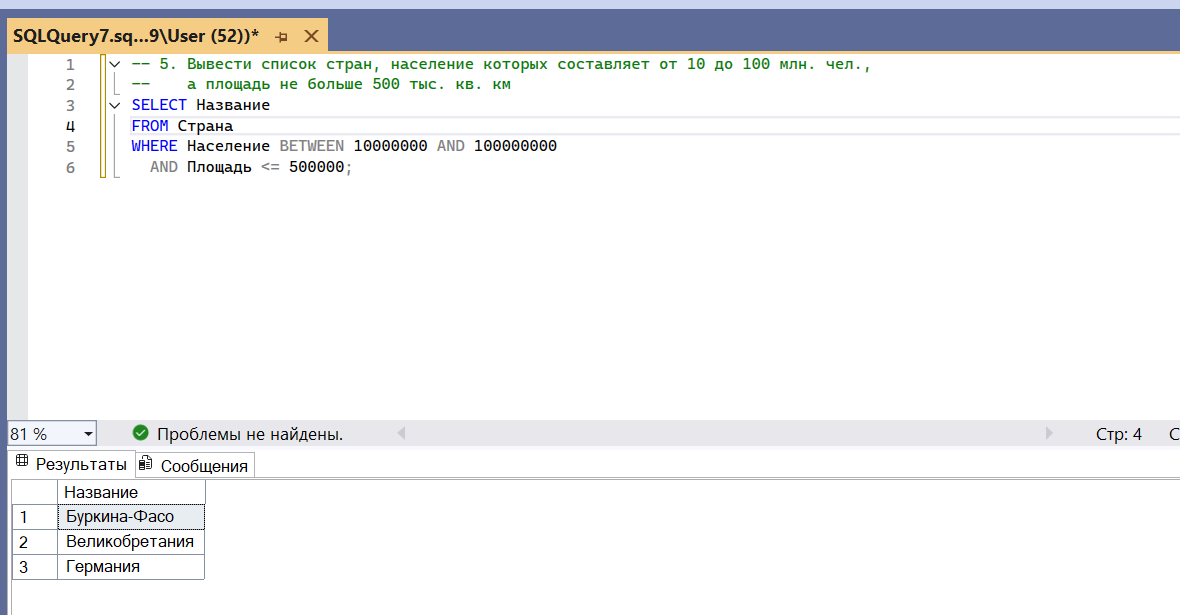 SQLQuery7.sq...9\User (52))*
1 -- 5. Вывести список стран, население которых составляет от 10 до 100 млн. чел.,
2 --    а площадь не больше 500 тыс. кв. км
3 SELECT Название
4 FROM Страна
5 WHERE Население BETWEEN 10000000 AND 100000000
6   AND Площадь <= 500000;
81 % Проблемы не найдены. Стр: 4 С
Результаты Сообщения
Название
1 Буркина-Фасо
2 Великобретания
3 Германия